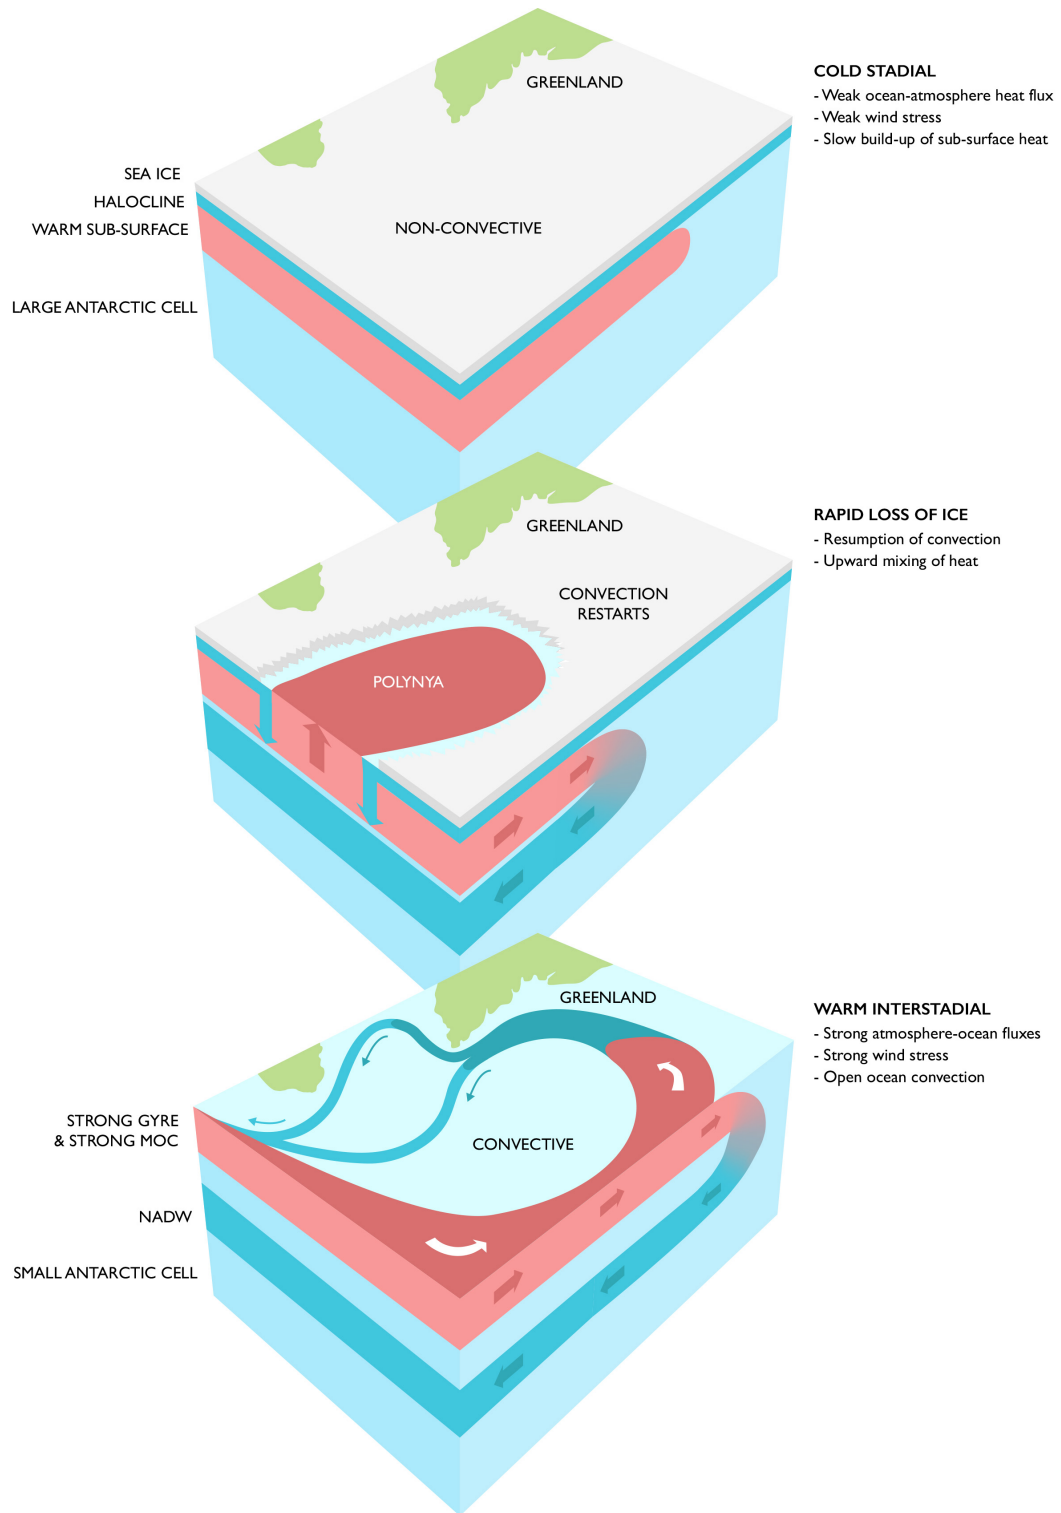 GREENLAND
COLD STADIAL
- Weak ocean-atmosphere heat flux
- Weak wind stress
- Slow build-up of sub-surface heat
SEA ICE
HALOCLINE
WARM SUB-SURFACE
NON-CONVECTIVE
LARGE ANTARCTIC CELL
GREENLAND
RAPID LOSS OF ICE
- Resumption of convection
- Upward mixing of heat
CONVECTION
RESTARTS
POLYNYA
GREENLAND
WARM INTERSTADIAL
- Strong atmosphere-ocean fluxes
- Strong wind stress
- Open ocean convection
STRONG GYRE
& STRONG MOC
CONVECTIVE
NADW
SMALL ANTARCTIC CELL